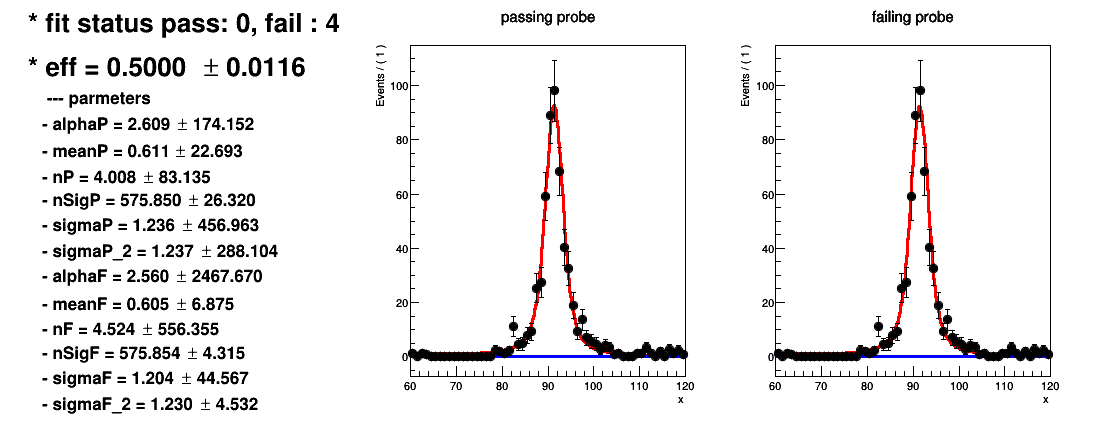 * fit status pass: 0, fail : 4
* eff = 0.5000 ± 0.0116
--- parmeters
- alphaP = 2.609 ± 174.152
- meanP = 0.611 ± 22.693
- nP = 4.008 ± 83.135
- nSigP = 575.850 ± 26.320
- sigmaP = 1.236 ± 456.963
- sigmaP_2 = 1.237 ± 288.104
- alphaF = 2.560 ± 2467.670
- meanF = 0.605 ± 6.875
- nF = 4.524 ± 556.355
- nSigF = 575.854 ± 4.315
- sigmaF = 1.204 ± 44.567
- sigmaF_2 = 1.230 ± 4.532
passing probe
Events / ( 1 )
100
80
60
40
20
0
60 70 80 90 100 110 120
x
failing probe
Events / ( 1 )
100
80
60
40
20
0
60 70 80 90 100 110 120
x